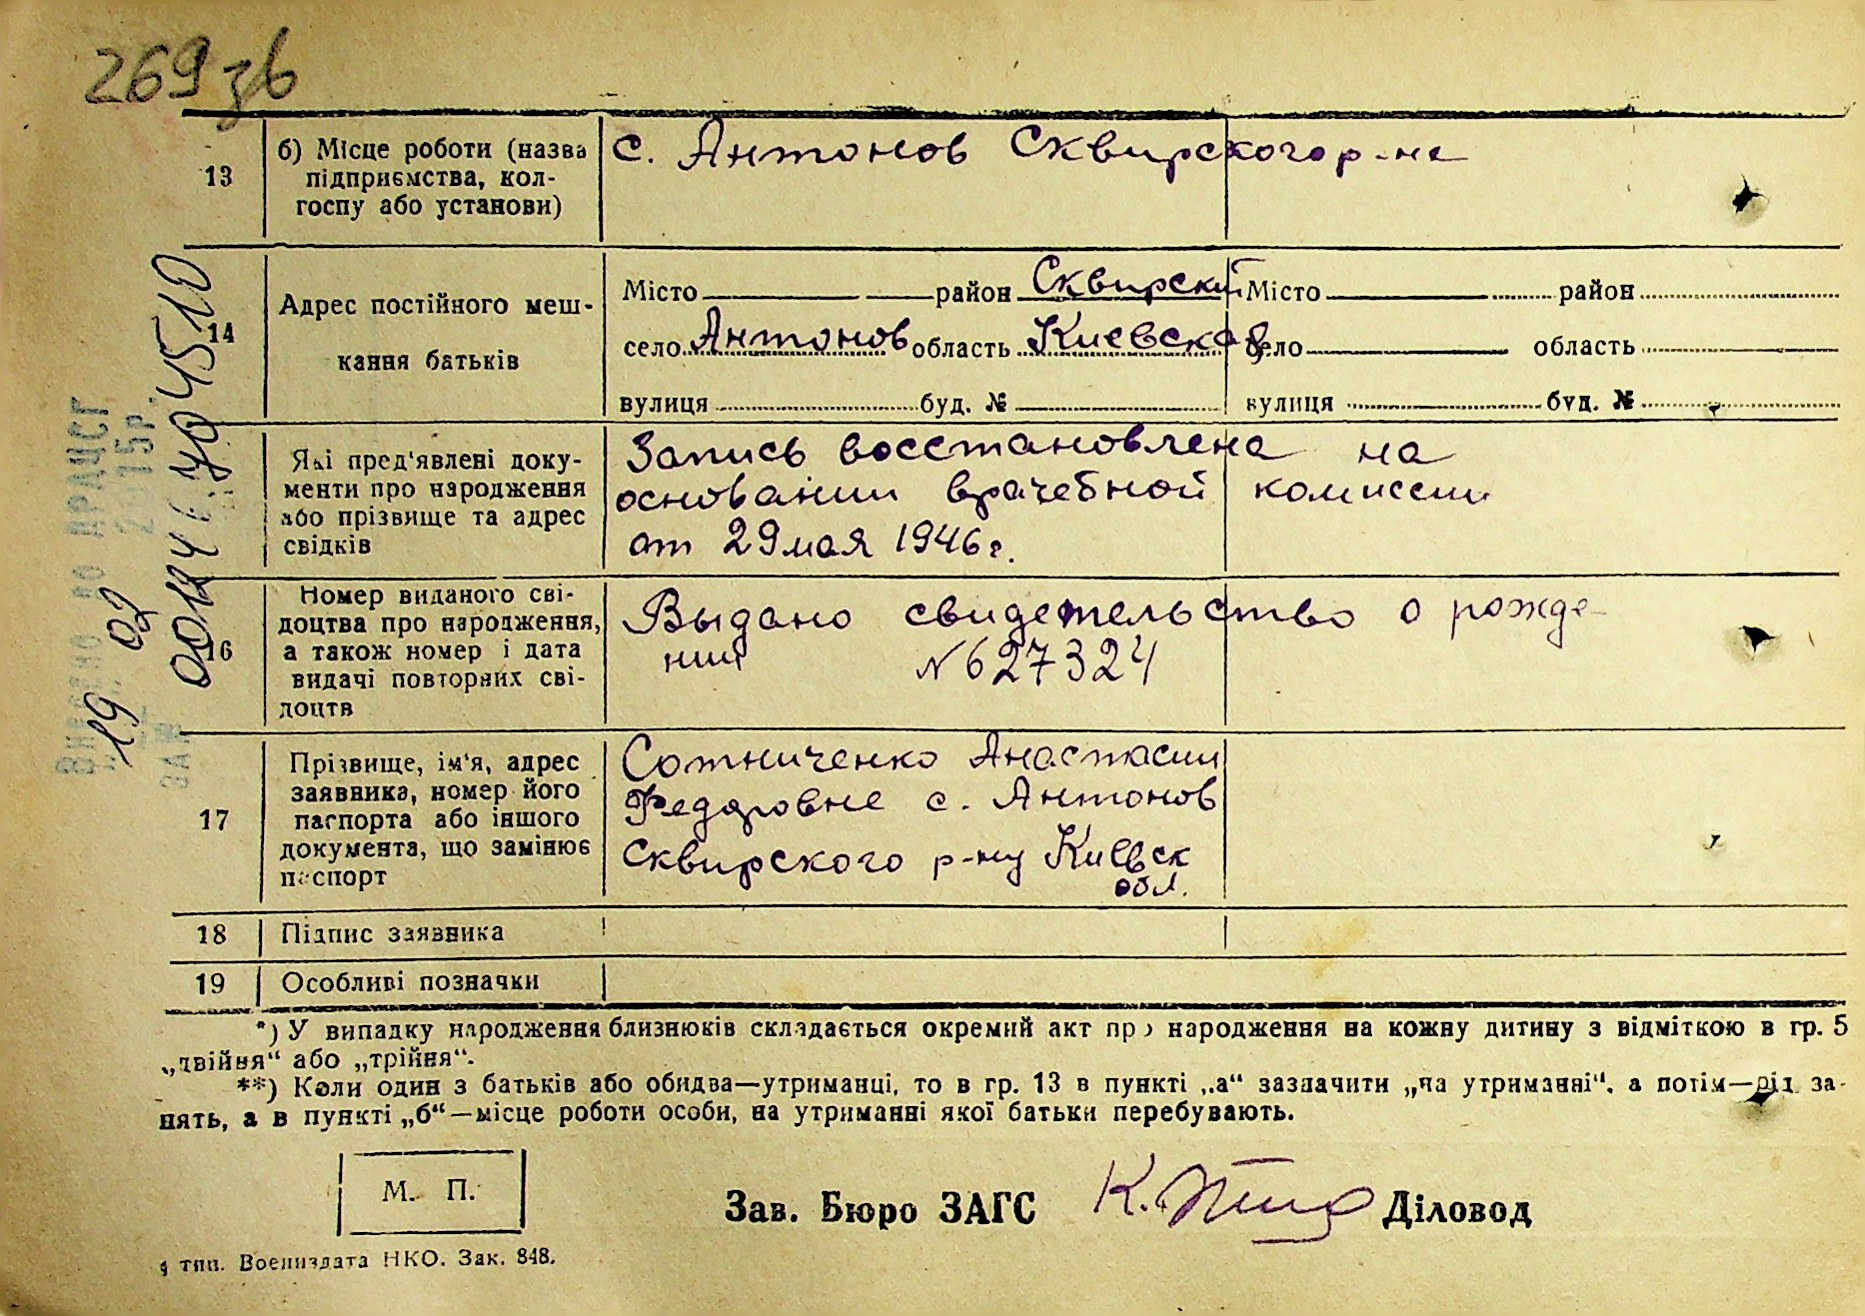 269 зв
13
б) Місце роботи (назва
підприємства, кол-
госпу або установи)
с. Антонов Сквирского р-на
14
Адрес постійного меш-
кання батьків
Місто район Сквирский
село Антонов область Киевская
вулиця буд. №
Місто район
село область
вулиця буд. №
Які пред'явлені доку-
менти про народження
або прізвище та адрес
свідків
Запись восстановлена на
основании врачебной комиссии
от 29 мая 1946 г.
16
Номер виданого сві-
доцтва про народження,
а також номер і дата
видачі повторних сві-
доцтв
Выдано свидетельство о рожде-
нии № 627324
17
Прізвище, ім'я, адрес
заявника, номер його
паспорта або іншого
документа, що замінює
паспорт
Сотниченко Анастасии
Федоровне с. Антонов
Сквирского р-ну Киевск
обл.
18
Підпис заявника
19
Особливі позначки
*) У випадку народження близнюків складається окремий акт про народження на кожну дитину з відміткою в гр. 5
„двійня“ або „трійня“.
**) Коли один з батьків або обидва—утриманці, то в гр. 13 в пункті „а“ зазначити „на утриманні“, а потім—рід за-
нять, а в пункті „б“—місце роботи особи, на утриманні якої батьки перебувають.
М. П.
Зав. Бюро ЗАГС
Діловод
тип. Воениздата НКО. Зак. 848.
19 02